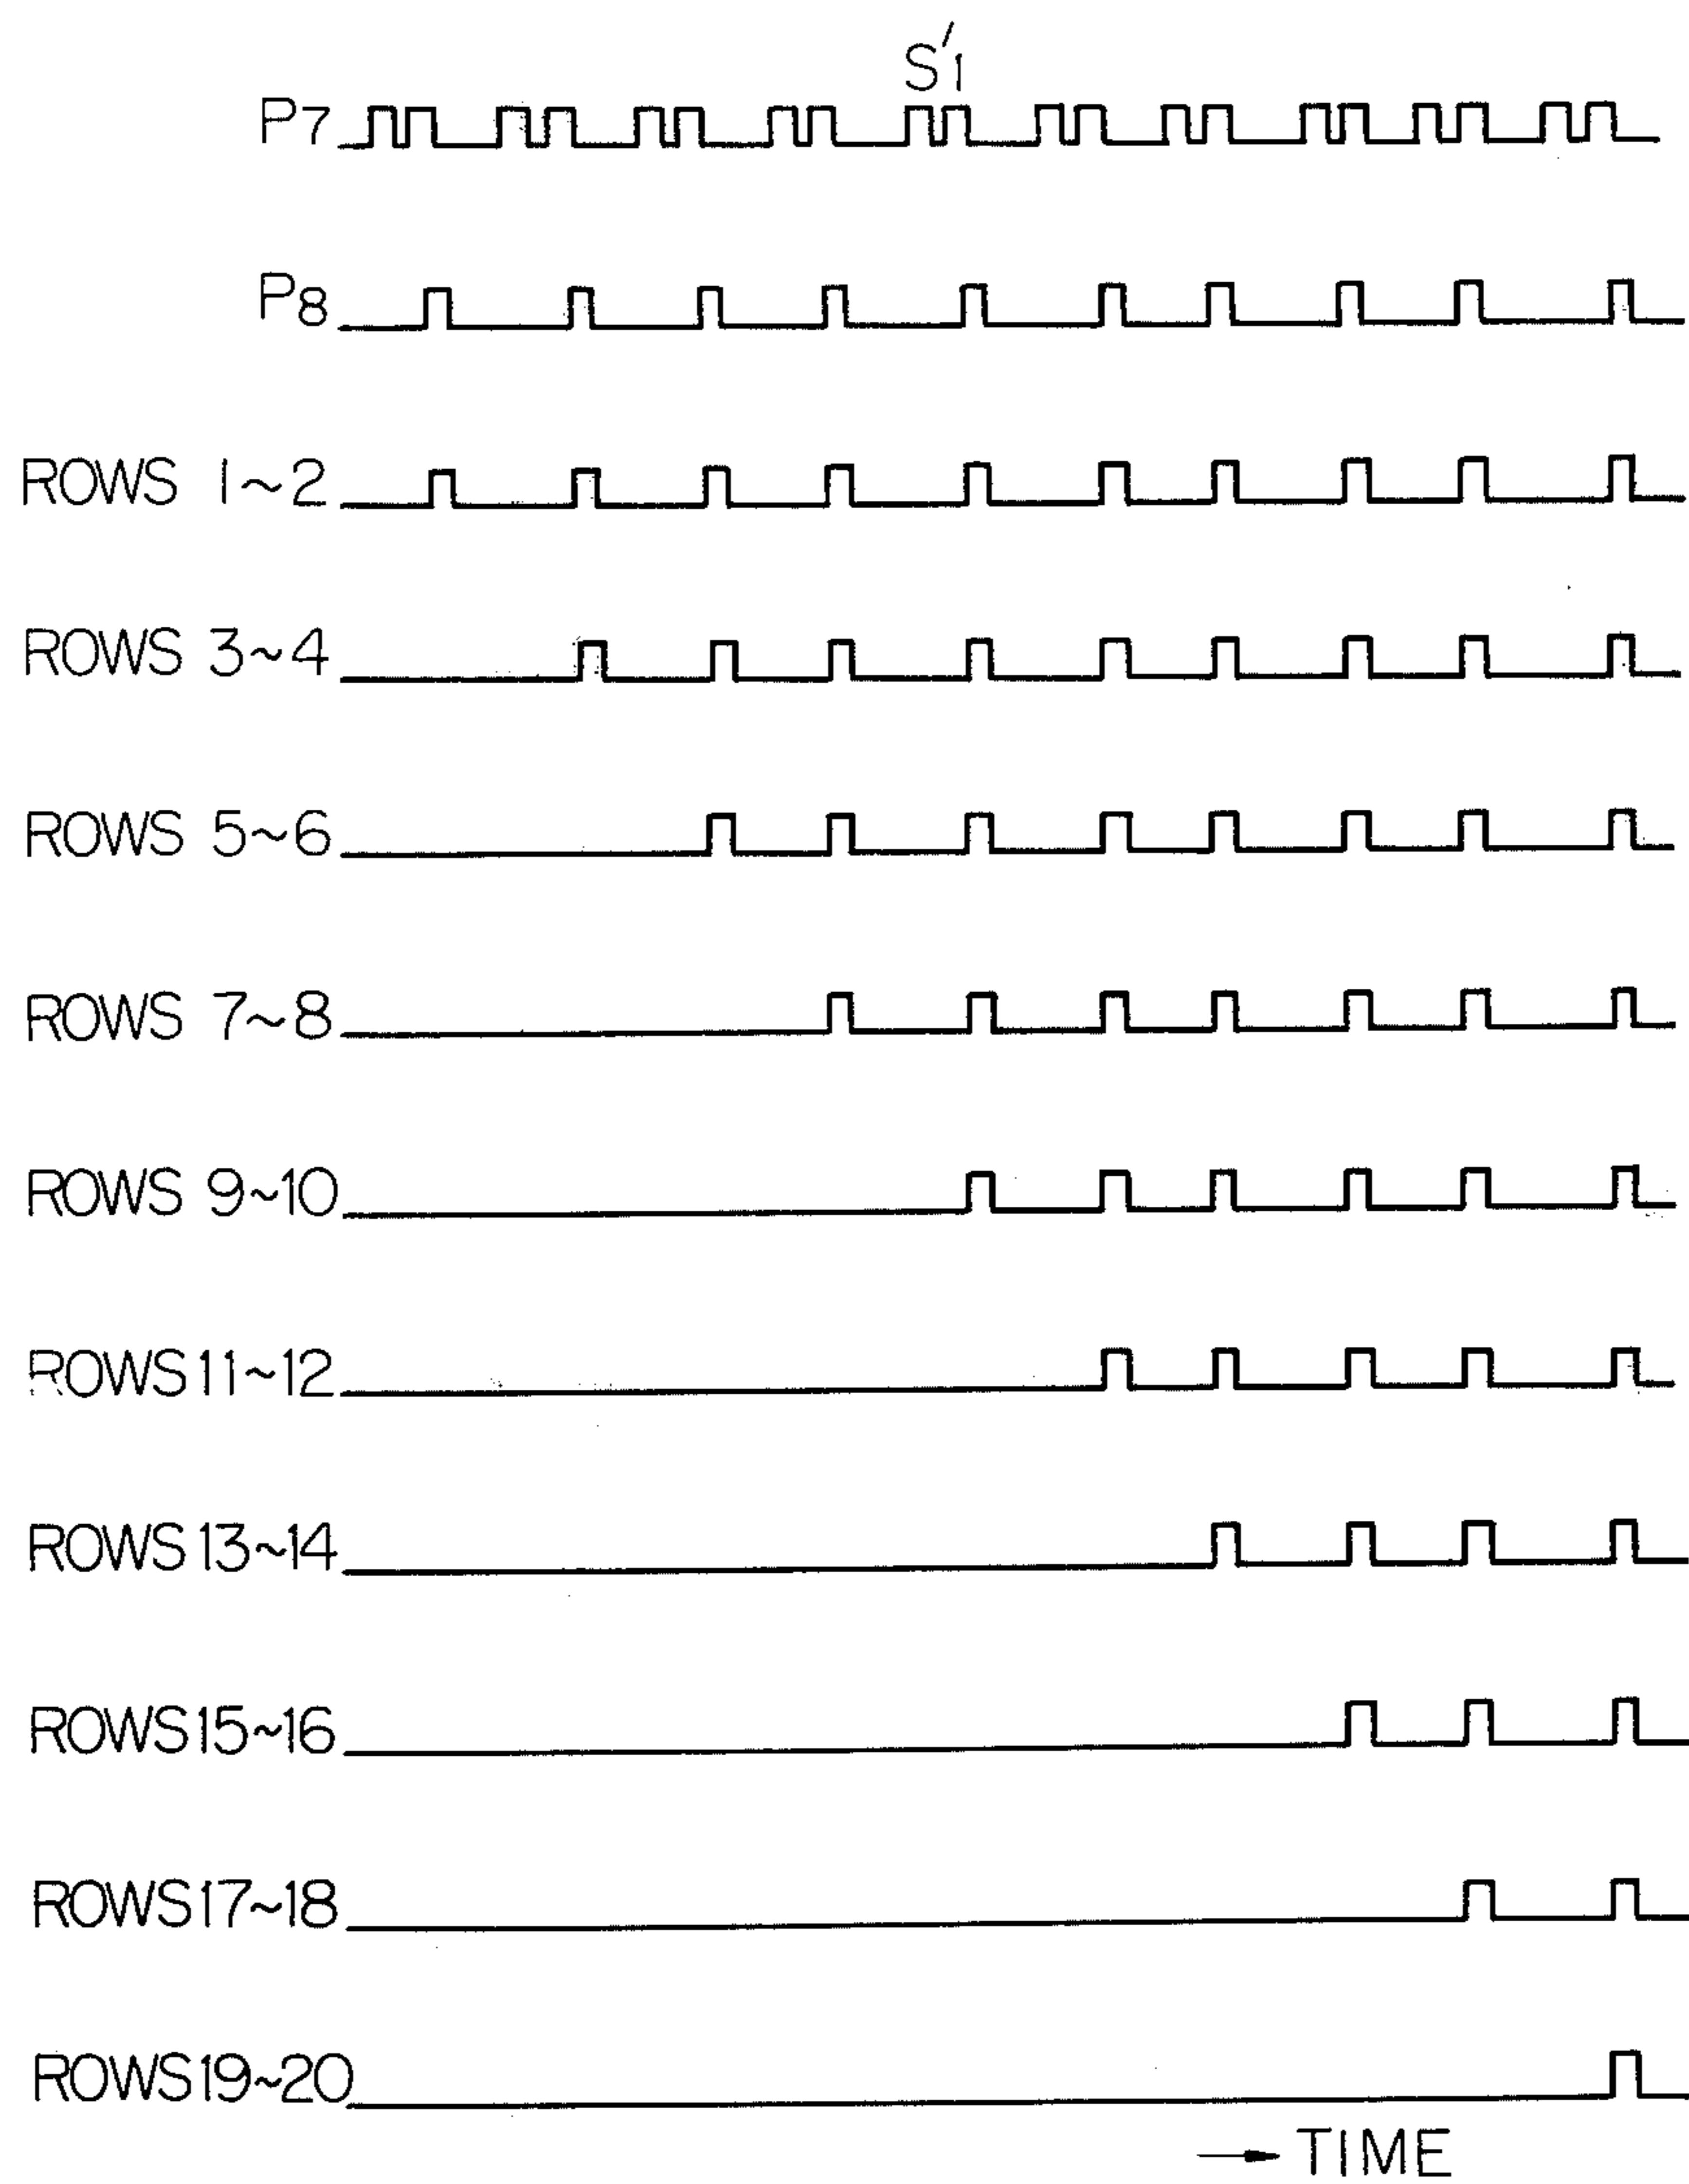 S'1
P7
P8
ROWS 1~2
ROWS 3~4
ROWS 5~6
ROWS 7~8
ROWS 9~10
ROWS 11~12
ROWS 13~14
ROWS 15~16
ROWS 17~18
ROWS 19~20
→ TIME